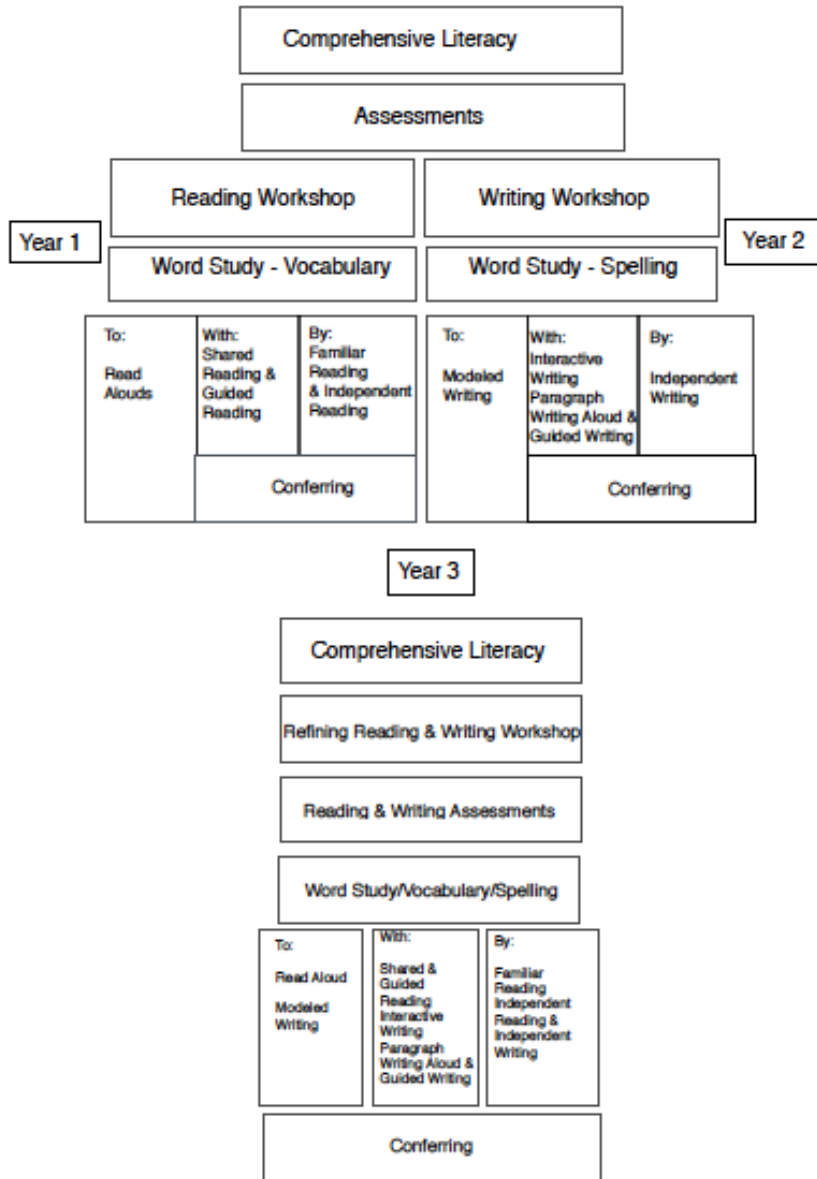 Comprehensive Literacy
Assessments
Reading Workshop
Writing Workshop
Year 1
Year 2
Word Study - Vocabulary
Word Study - Spelling
To:
Read
Alouds
With:
Shared
Reading &
Guided
Reading
By:
Familiar
Reading
& Independent
Reading
Conferring
To:
Modeled
Writing
With:
Interactive
Writing
Paragraph
Writing Aloud &
Guided Writing
By:
Independent
Writing
Conferring
Year 3
Comprehensive Literacy
Refining Reading & Writing Workshop
Reading & Writing Assessments
Word Study/Vocabulary/Spelling
To:
Read Aloud
Modeled
Writing
With:
Shared &
Guided
Reading
Interactive
Writing
Paragraph
Writing Aloud &
Guided Writing
By:
Familiar
Reading
Independent
Reading &
Independent
Writing
Conferring